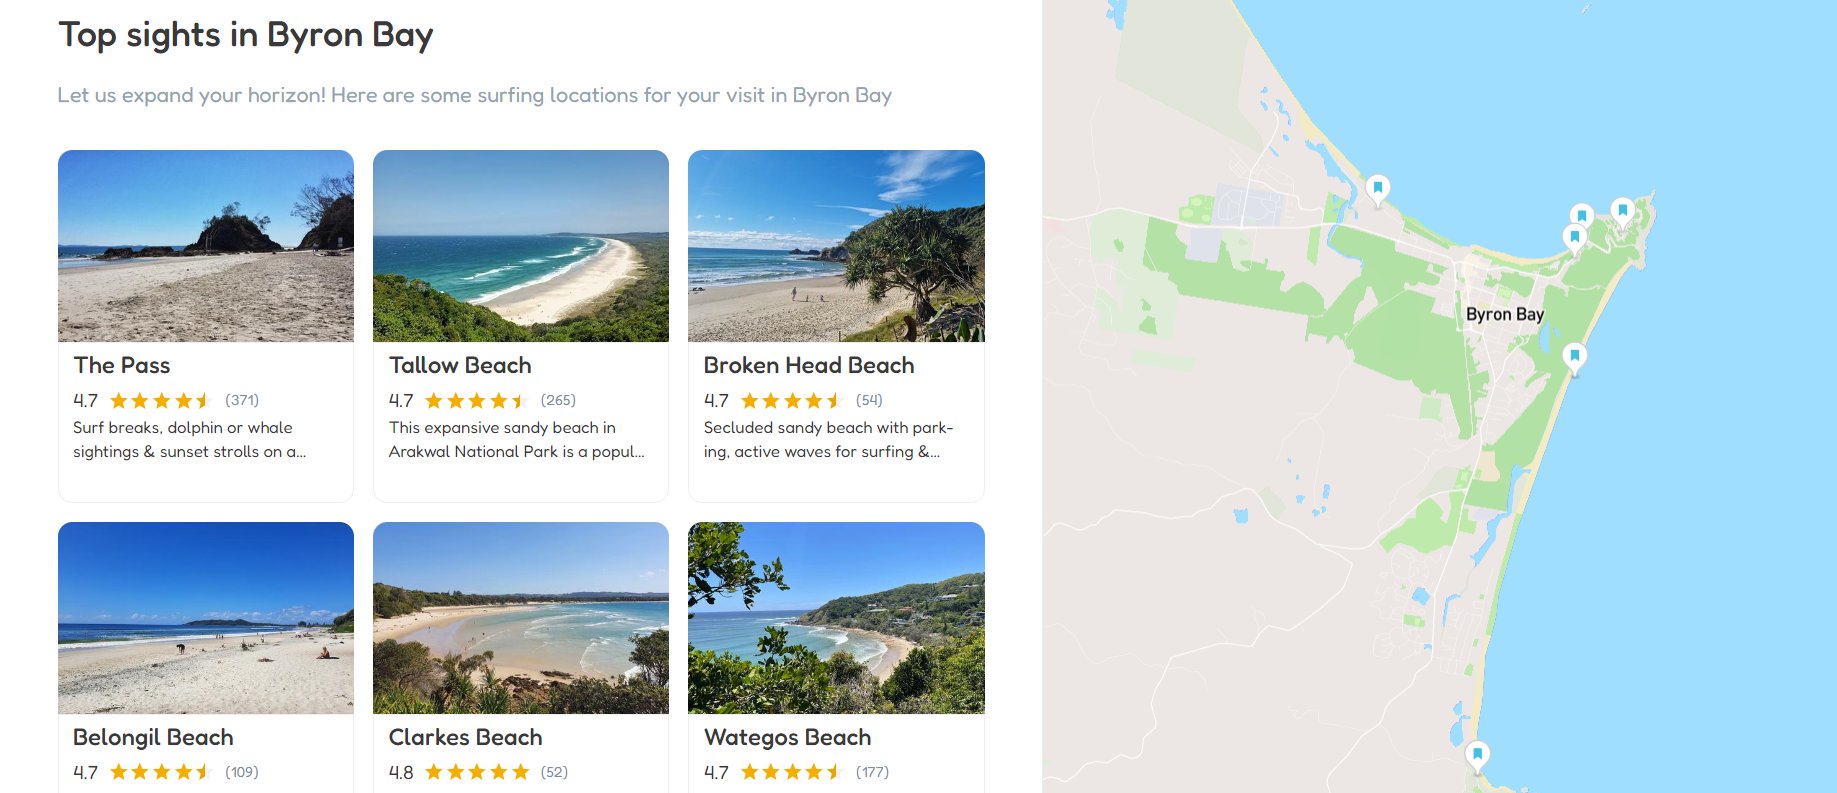 Top sights in Byron Bay
Let us expand your horizon! Here are some surfing locations for your visit in Byron Bay
The Pass
4.7 (371)
Surf breaks, dolphin or whale
sightings & sunset strolls on a...
Tallow Beach
4.7 (265)
This expansive sandy beach in
Arakwal National Park is a popul...
Broken Head Beach
4.7 (54)
Secluded sandy beach with park-
ing, active waves for surfing &...
Belongil Beach
4.7 (109)
Clarkes Beach
4.8 (52)
Wategos Beach
4.7 (177)
Byron Bay